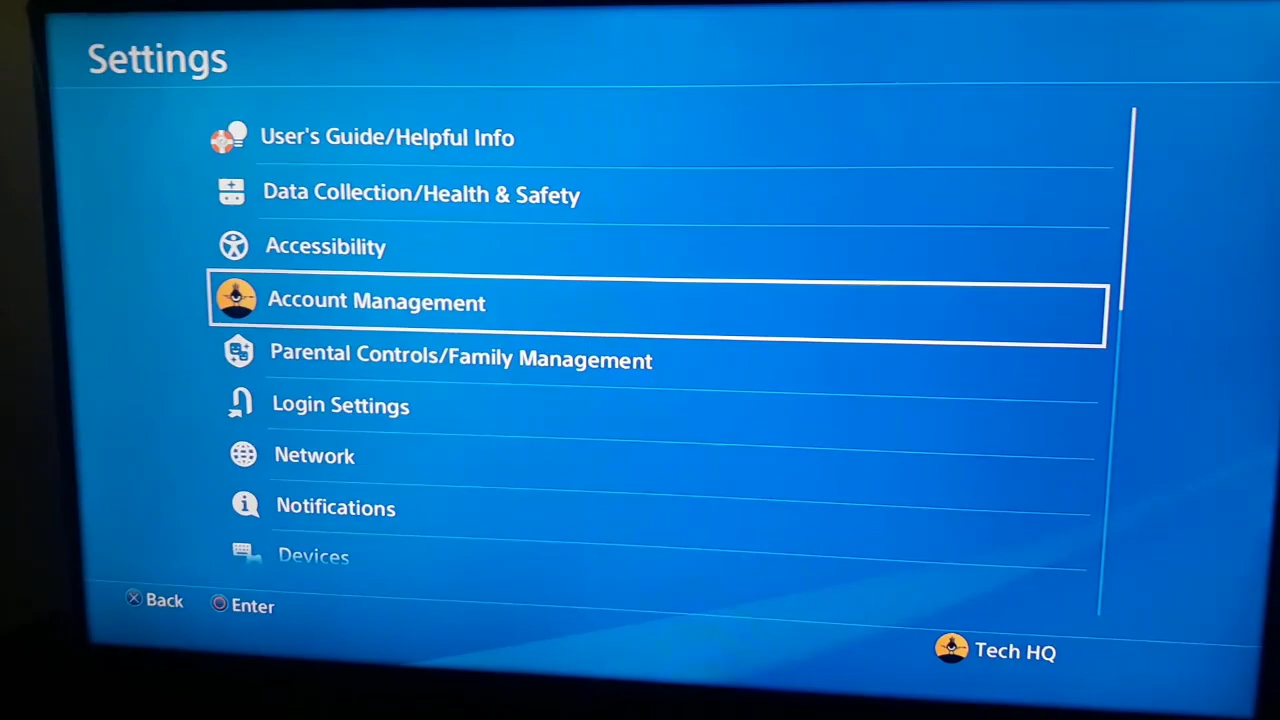 Settings
User's Guide/Helpful Info
Data Collection/Health & Safety
Accessibility
Account Management
Parental Controls/Family Management
Login Settings
Network
Notifications
Devices
Back Enter
Tech HQ